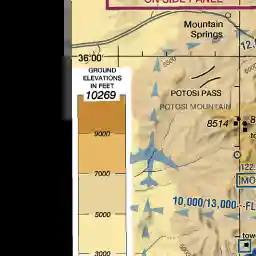 ON SIDE PANEL
Mountain
Springs
12.
36°00'
6000
GROUND
ELEVATIONS
IN FEET
10269
9000
7000
5000
3000
POTOSI PASS
POTOSI MOUNTAIN
8514
122.
MO
10,000/13,000
FL
tow